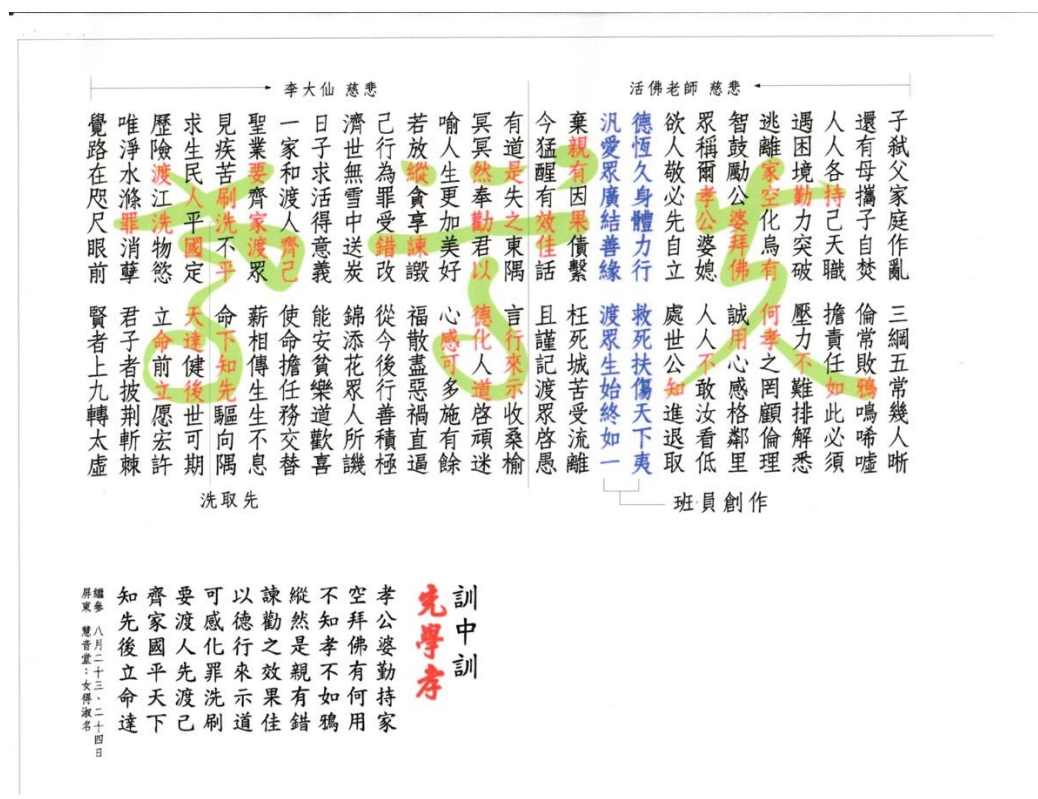 活佛老師 慈悲
子弒父家庭作亂 三綱五常幾人晰
還有母攜子自焚 倫常敗鴉鳴唏噓
人人各持己天職 擔責任如此必須
遇困境勤力突破 壓力不難排解悉
逃離家空化烏有 何孝之罔顧倫理
智鼓勵公婆拜佛 誠用心感格鄰里
眾稱爾孝公婆媳 人人不敢汝看低
欲人敬必先自立 處世公知進退取
德恆久身體力行 救死扶傷天下夷
汎愛眾廣結善緣 渡眾生始終如一
班員創作
棄親有因果債繫 枉死城苦受流離
今猛醒有效佳話 且謹記渡眾啓愚
李大仙 慈悲
有道是失之東隅 言行來示收桑榆
冥冥然奉勸君以 德化人道啓頑迷
喻人生更加美好 心感可多施有餘
若放縱貪享諫譭 福散盡惡禍直逼
己行為罪受錯改 從今後行善積極
濟世無雪中送炭 錦添花眾人所譏
日子求活得意義 能安貧樂道歡喜
一家和渡人齊己 使命擔任務交替
聖業要齊家渡眾 薪相傳生生不息
見疾苦刷洗不平 命下知先驅向隅
求生民人平國定 天達健後世可期
歷險渡江洗物慾 立命前立愿宏許
唯淨水滌罪消孽 君子者披荊斬棘
覺路在咫尺眼前 賢者上九轉太虛
洗取先
訓中訓
先學孝
孝公婆勤持家
空拜佛有何用
不知孝不如鴉
縱然是親有錯
諫勸之效果佳
以德行來示道
可感化罪洗刷
要渡人先渡己
齊家國平天下
知先後立命達
繼參 八月二十三、二十四日
屏東 慧音堂：女得淑名